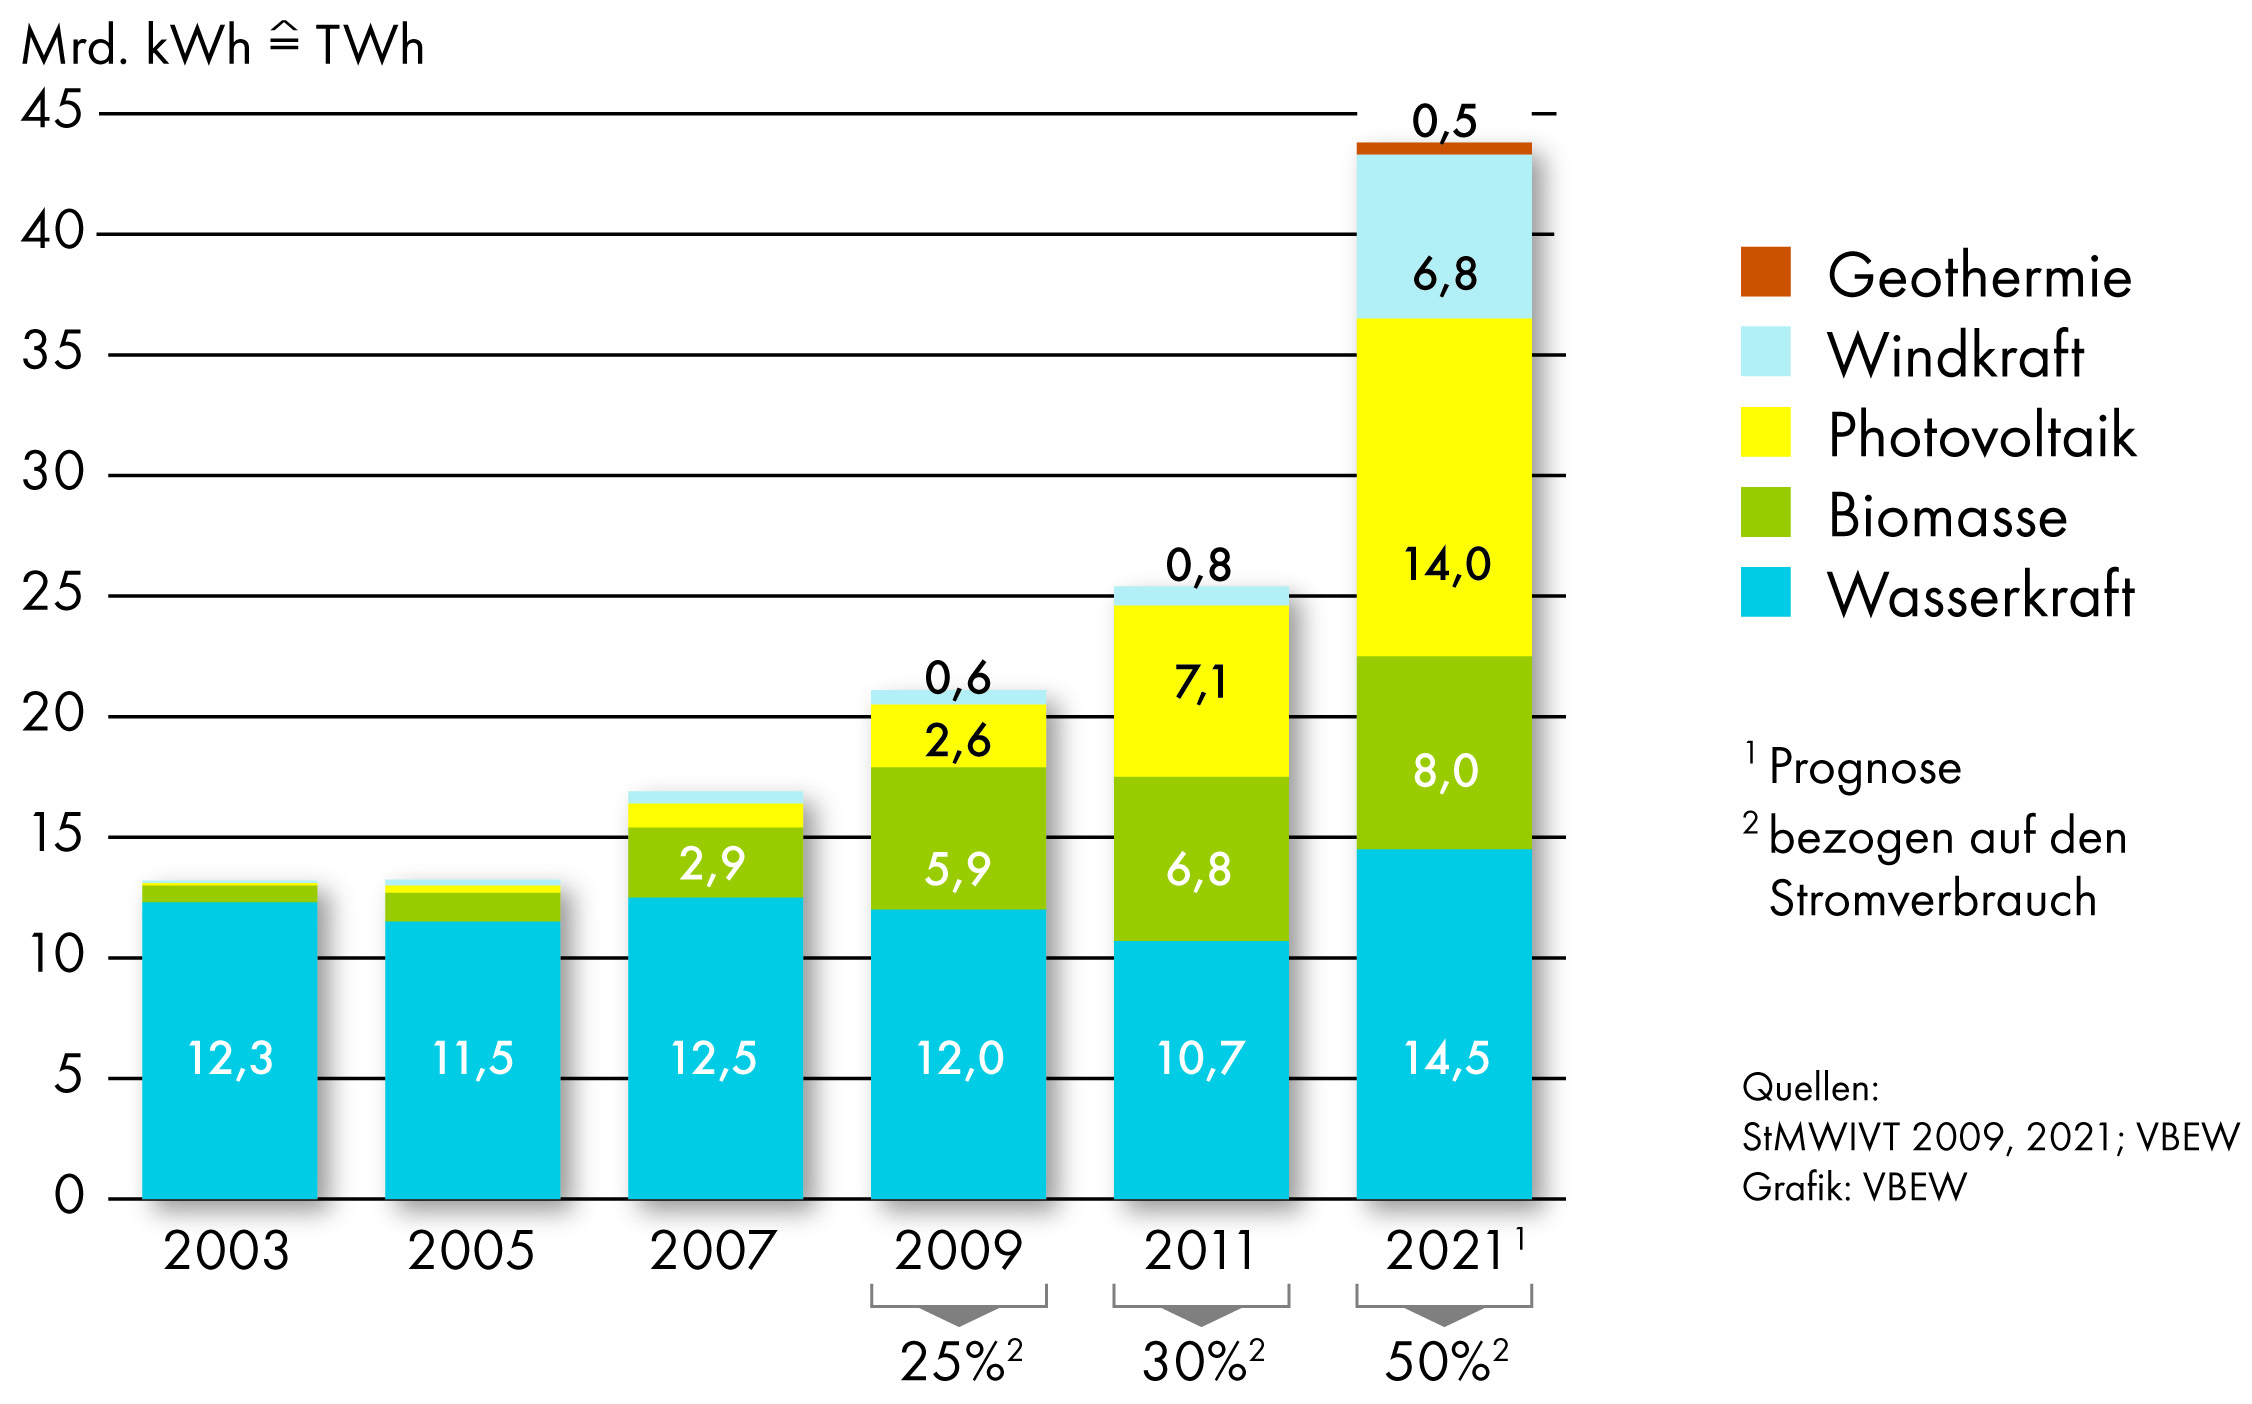 Mrd. kWh ≙ TWh
45
40
35
30
25
20
15
10
5
0
12,3
11,5
2,9
12,5
0,6
2,6
5,9
12,0
0,8
7,1
6,8
10,7
0,5
6,8
14,0
8,0
14,5
2003 2005 2007 2009 2011 2021¹
25%² 30%² 50%²
Geothermie
Windkraft
Photovoltaik
Biomasse
Wasserkraft
¹ Prognose
² bezogen auf den
Stromverbrauch
Quellen:
StMWIVT 2009, 2021; VBEW
Grafik: VBEW